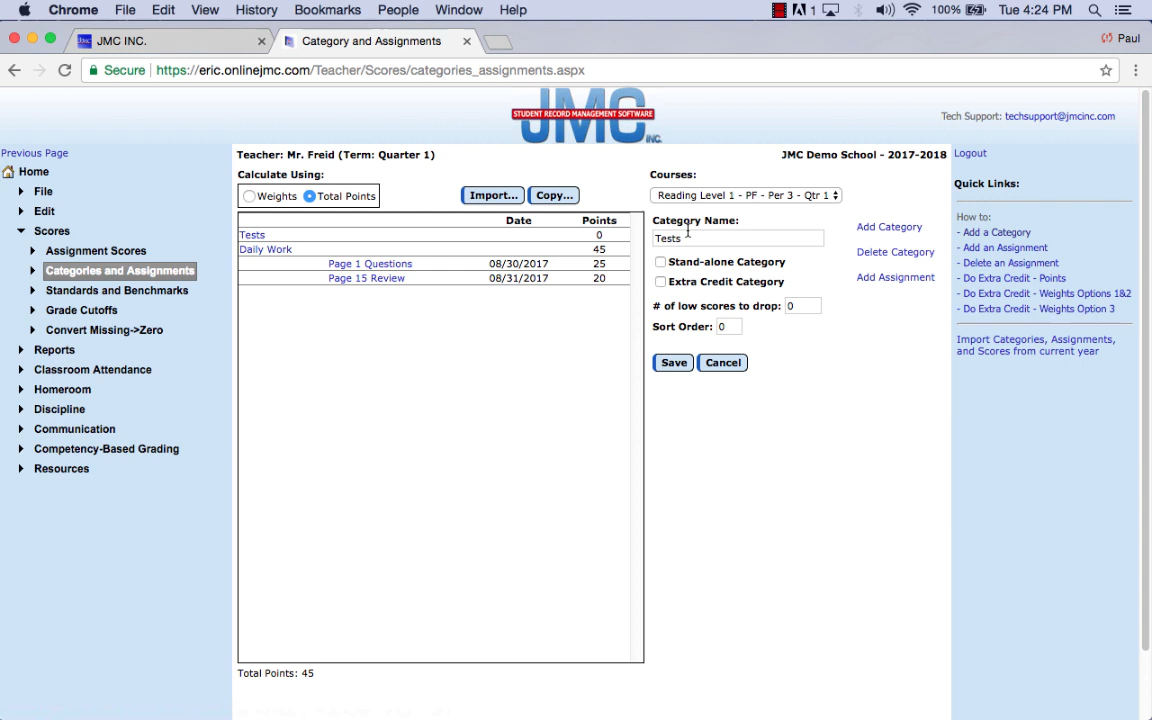 Chrome File Edit View History Bookmarks People Window Help 1 100% Tue 4:24 PM
JMC INC. Category and Assignments Paul
Secure https://eric.onlinejmc.com/Teacher/Scores/categories_assignments.aspx
JMC
STUDENT RECORD MANAGEMENT SOFTWARE
INC.
Tech Support: techsupport@jmcinc.com
Previous Page
Home
File
Edit
Scores
Assignment Scores
Categories and Assignments
Standards and Benchmarks
Grade Cutoffs
Convert Missing->Zero
Reports
Classroom Attendance
Homeroom
Discipline
Communication
Competency-Based Grading
Resources
Teacher: Mr. Freid (Term: Quarter 1)
JMC Demo School - 2017-2018
Calculate Using:
Weights Total Points
Import... Copy...
Date Points
Tests 0
Daily Work 45
Page 1 Questions 08/30/2017 25
Page 15 Review 08/31/2017 20
Total Points: 45
Courses:
Reading Level 1 - PF - Per 3 - Qtr 1
Category Name:
Tests
Stand-alone Category
Extra Credit Category
# of low scores to drop: 0
Sort Order: 0
Save Cancel
Add Category
Delete Category
Add Assignment
Logout
Quick Links:
How to:
- Add a Category
- Add an Assignment
- Delete an Assignment
- Do Extra Credit - Points
- Do Extra Credit - Weights Options 1&2
- Do Extra Credit - Weights Option 3
Import Categories, Assignments,
and Scores from current year